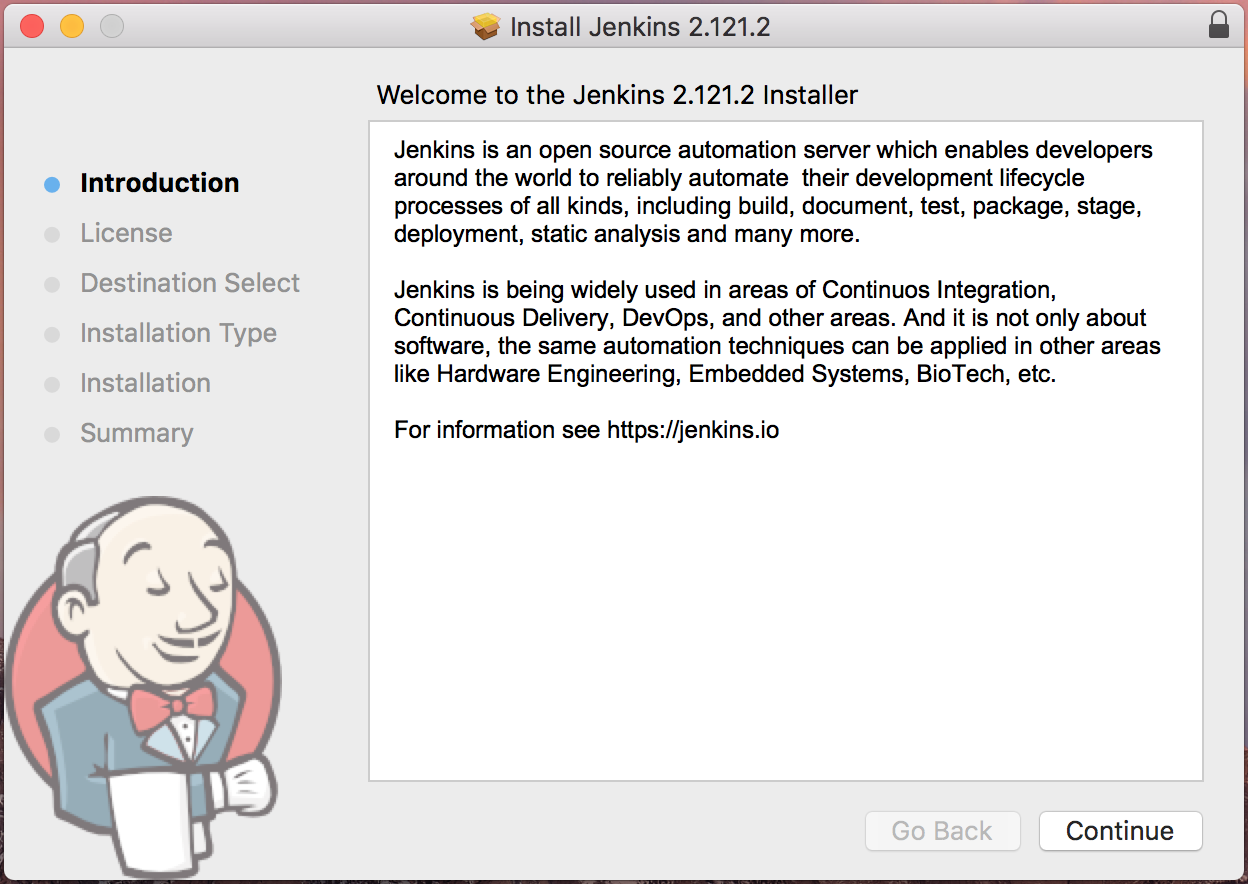 Install Jenkins 2.121.2
Welcome to the Jenkins 2.121.2 Installer
Introduction
License
Destination Select
Installation Type
Installation
Summary
Jenkins is an open source automation server which enables developers
around the world to reliably automate  their development lifecycle
processes of all kinds, including build, document, test, package, stage,
deployment, static analysis and many more.
Jenkins is being widely used in areas of Continuos Integration,
Continuous Delivery, DevOps, and other areas. And it is not only about
software, the same automation techniques can be applied in other areas
like Hardware Engineering, Embedded Systems, BioTech, etc.
For information see https://jenkins.io
Go Back
Continue